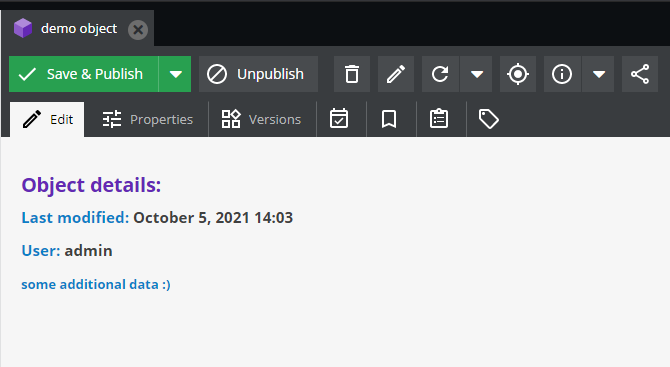 demo object
Save & Publish
Unpublish
Edit
Properties
Versions
Object details:
Last modified: October 5, 2021 14:03
User: admin
some additional data :)